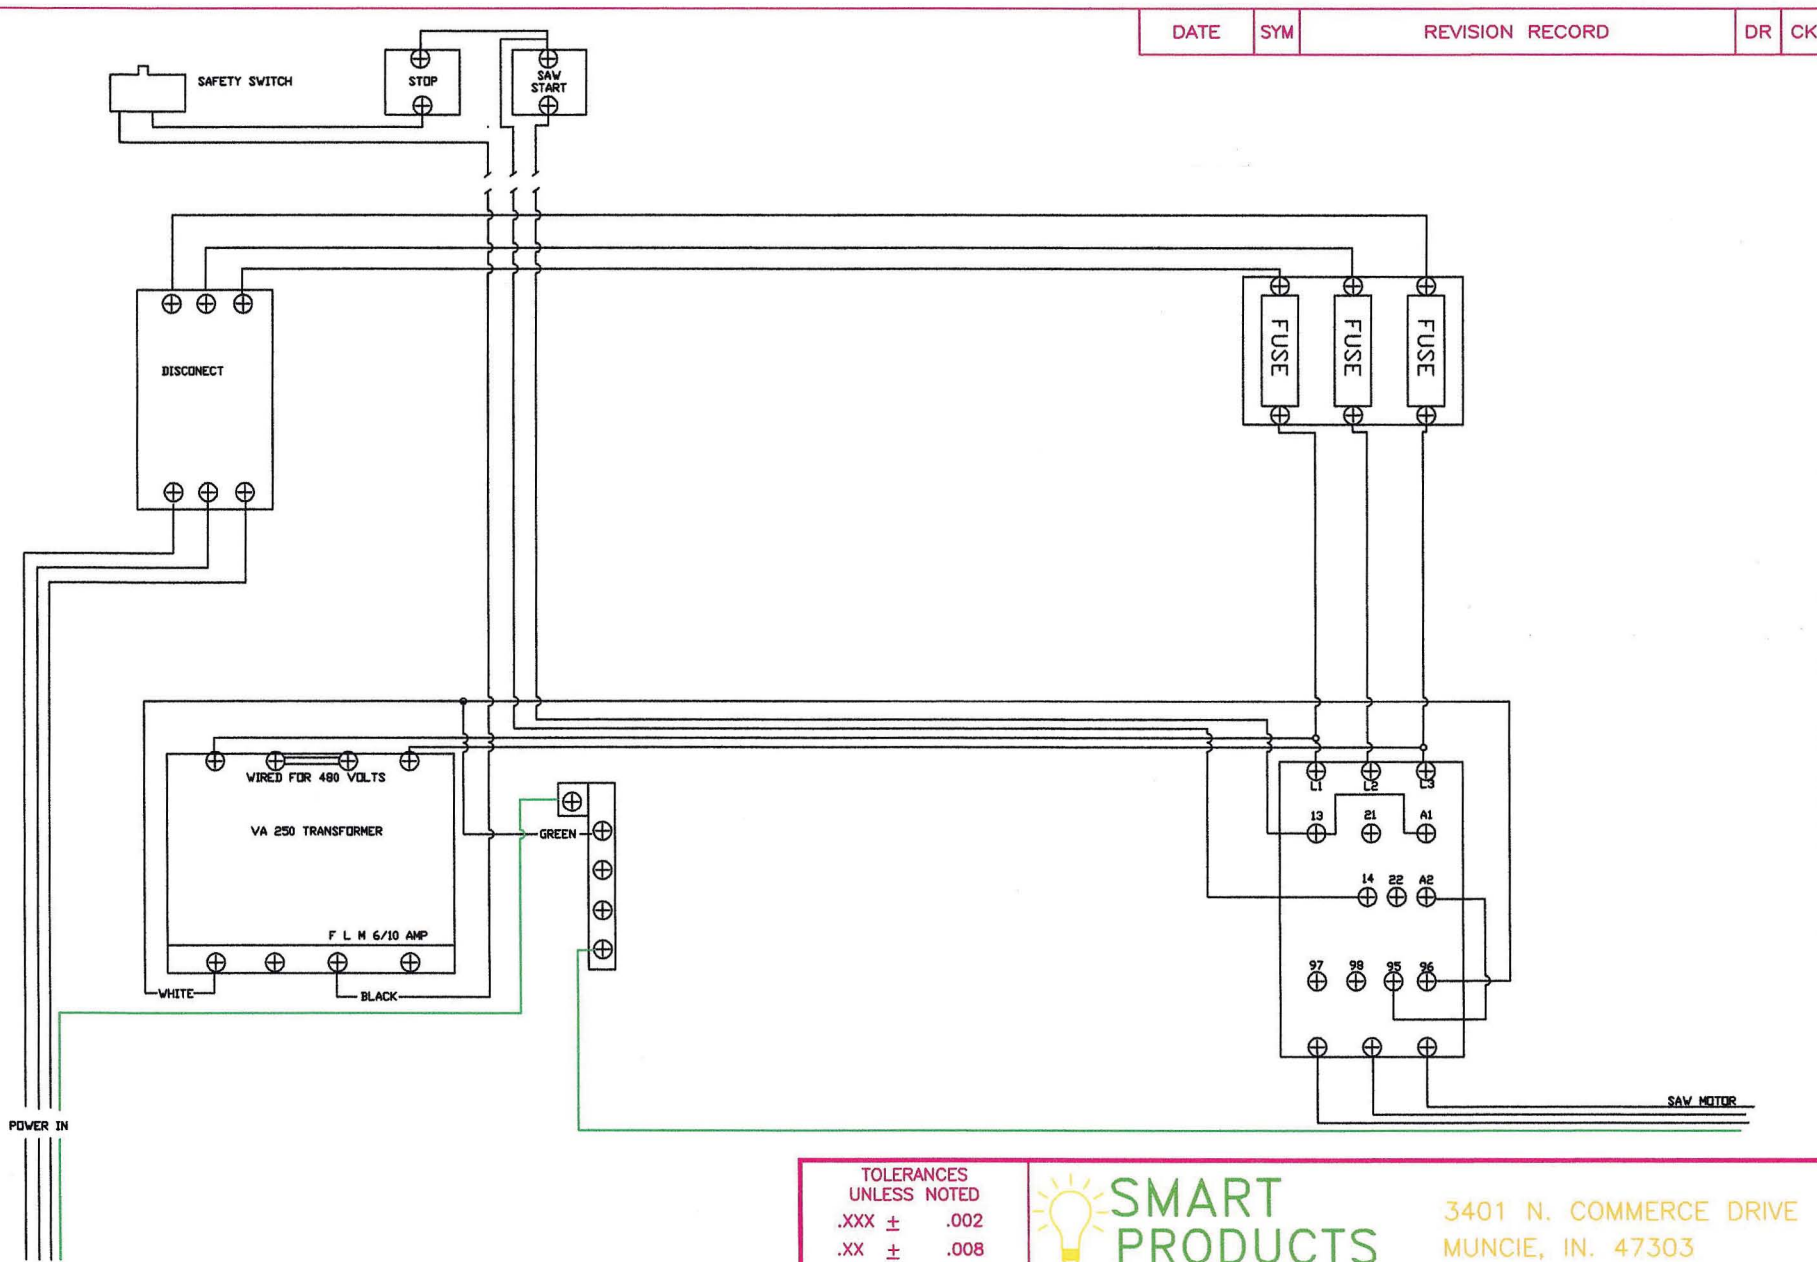 DATE SYM REVISION RECORD DR CK
SAFETY SWITCH
STOP
SAW
START
DISCONECT
FUSE FUSE FUSE
WIRED FOR 480 VOLTS
VA 250 TRANSFORMER
F L M 6/10 AMP
WHITE
BLACK
GREEN
L1 L2 L3
13 21 A1
14 22 A2
97 98 95 96
SAW MOTOR
POWER IN
TOLERANCES
UNLESS NOTED
.XXX ± .002
.XX ± .008
SMART
PRODUCTS
3401 N. COMMERCE DRIVE
MUNCIE, IN. 47303